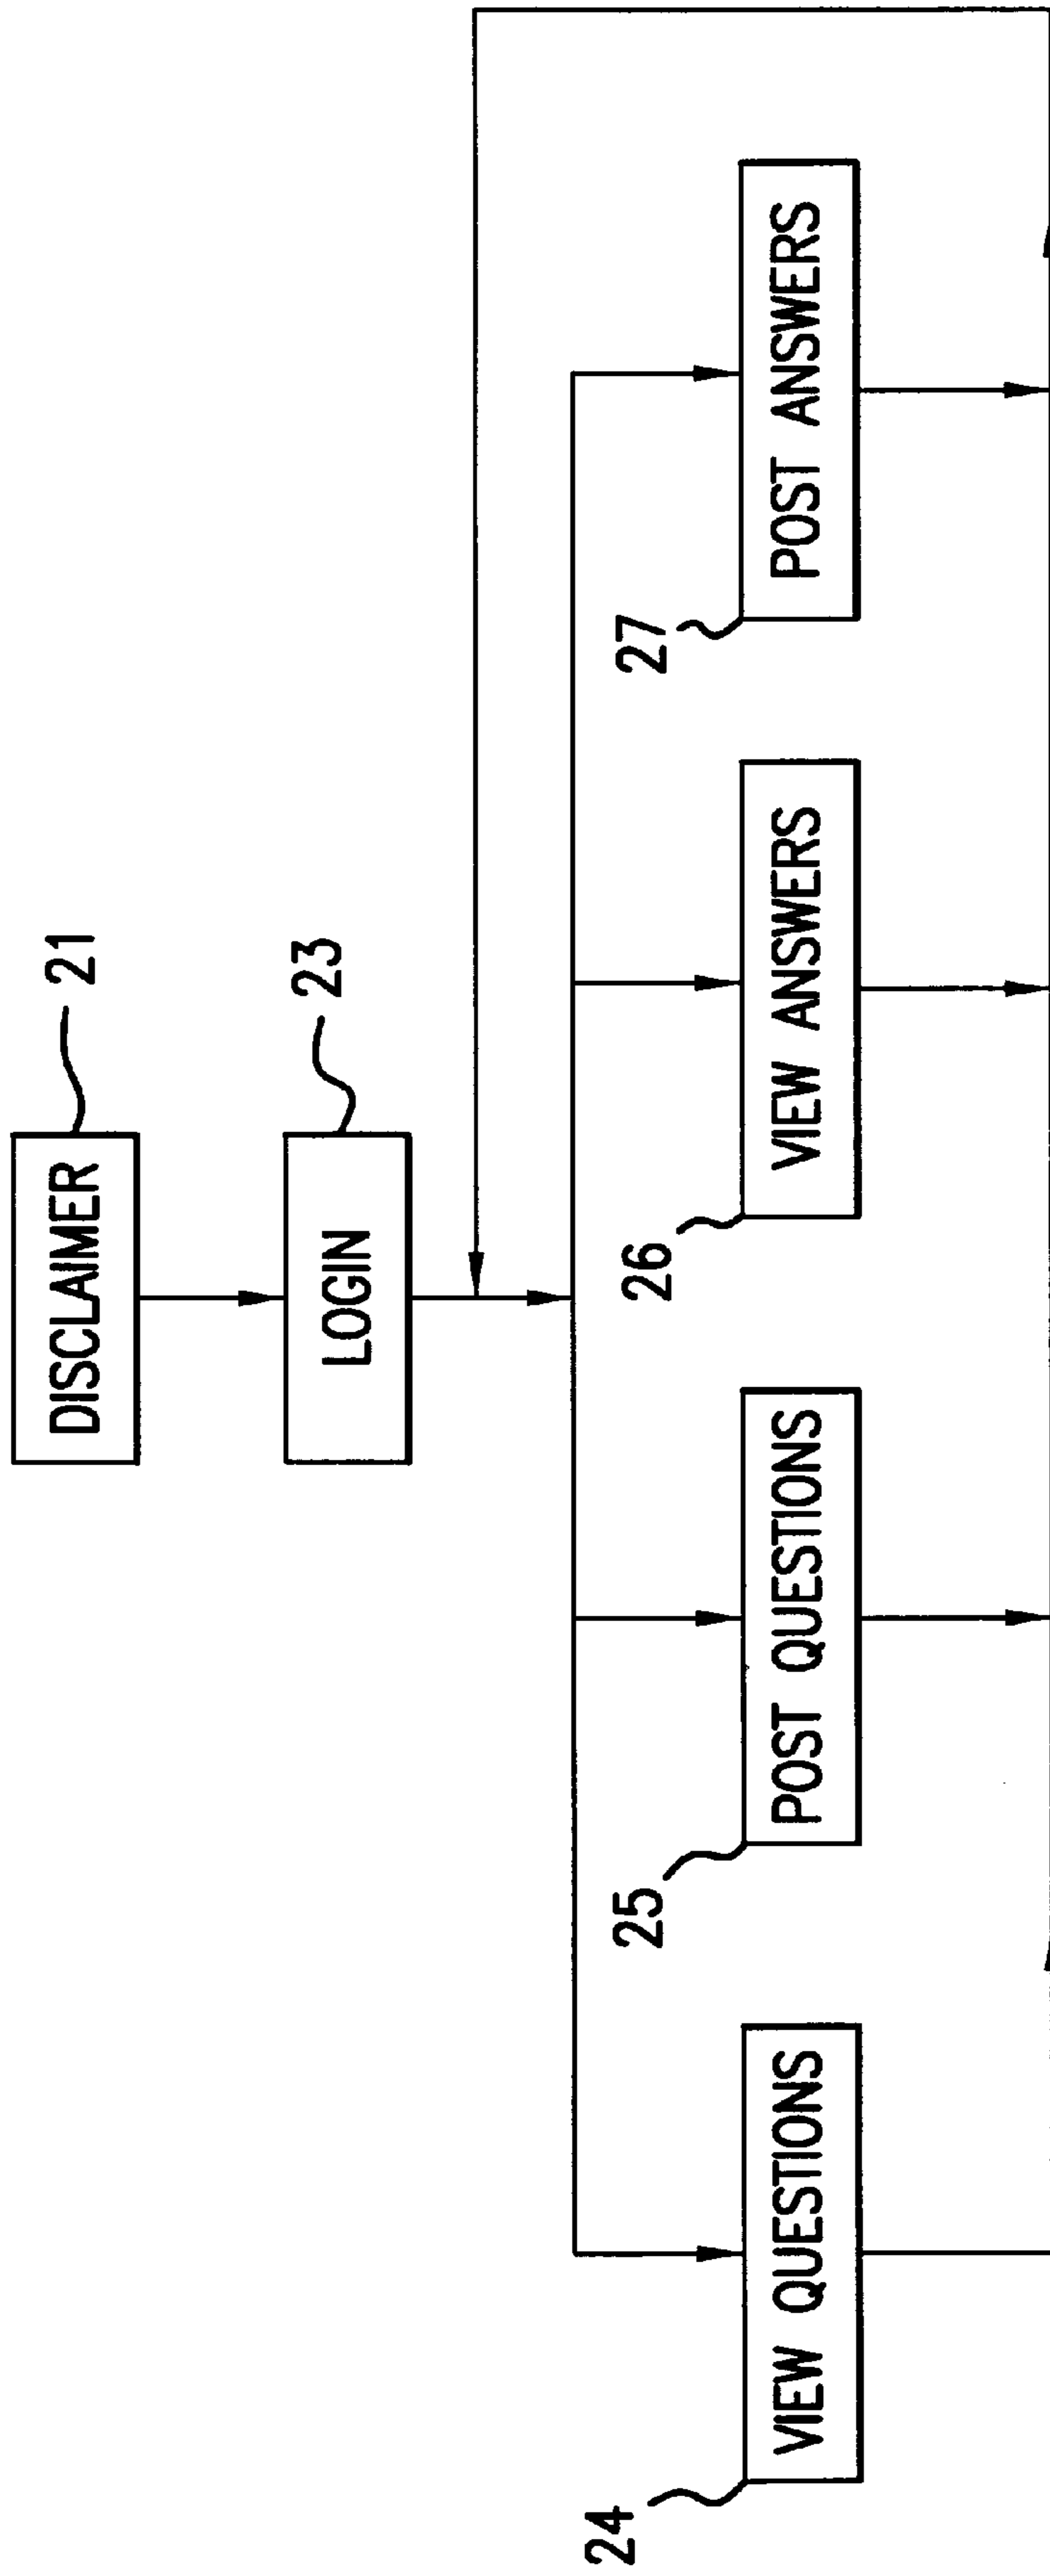 DISCLAIMER
21
LOGIN
23
24
VIEW QUESTIONS
25
POST QUESTIONS
26
VIEW ANSWERS
27
POST ANSWERS